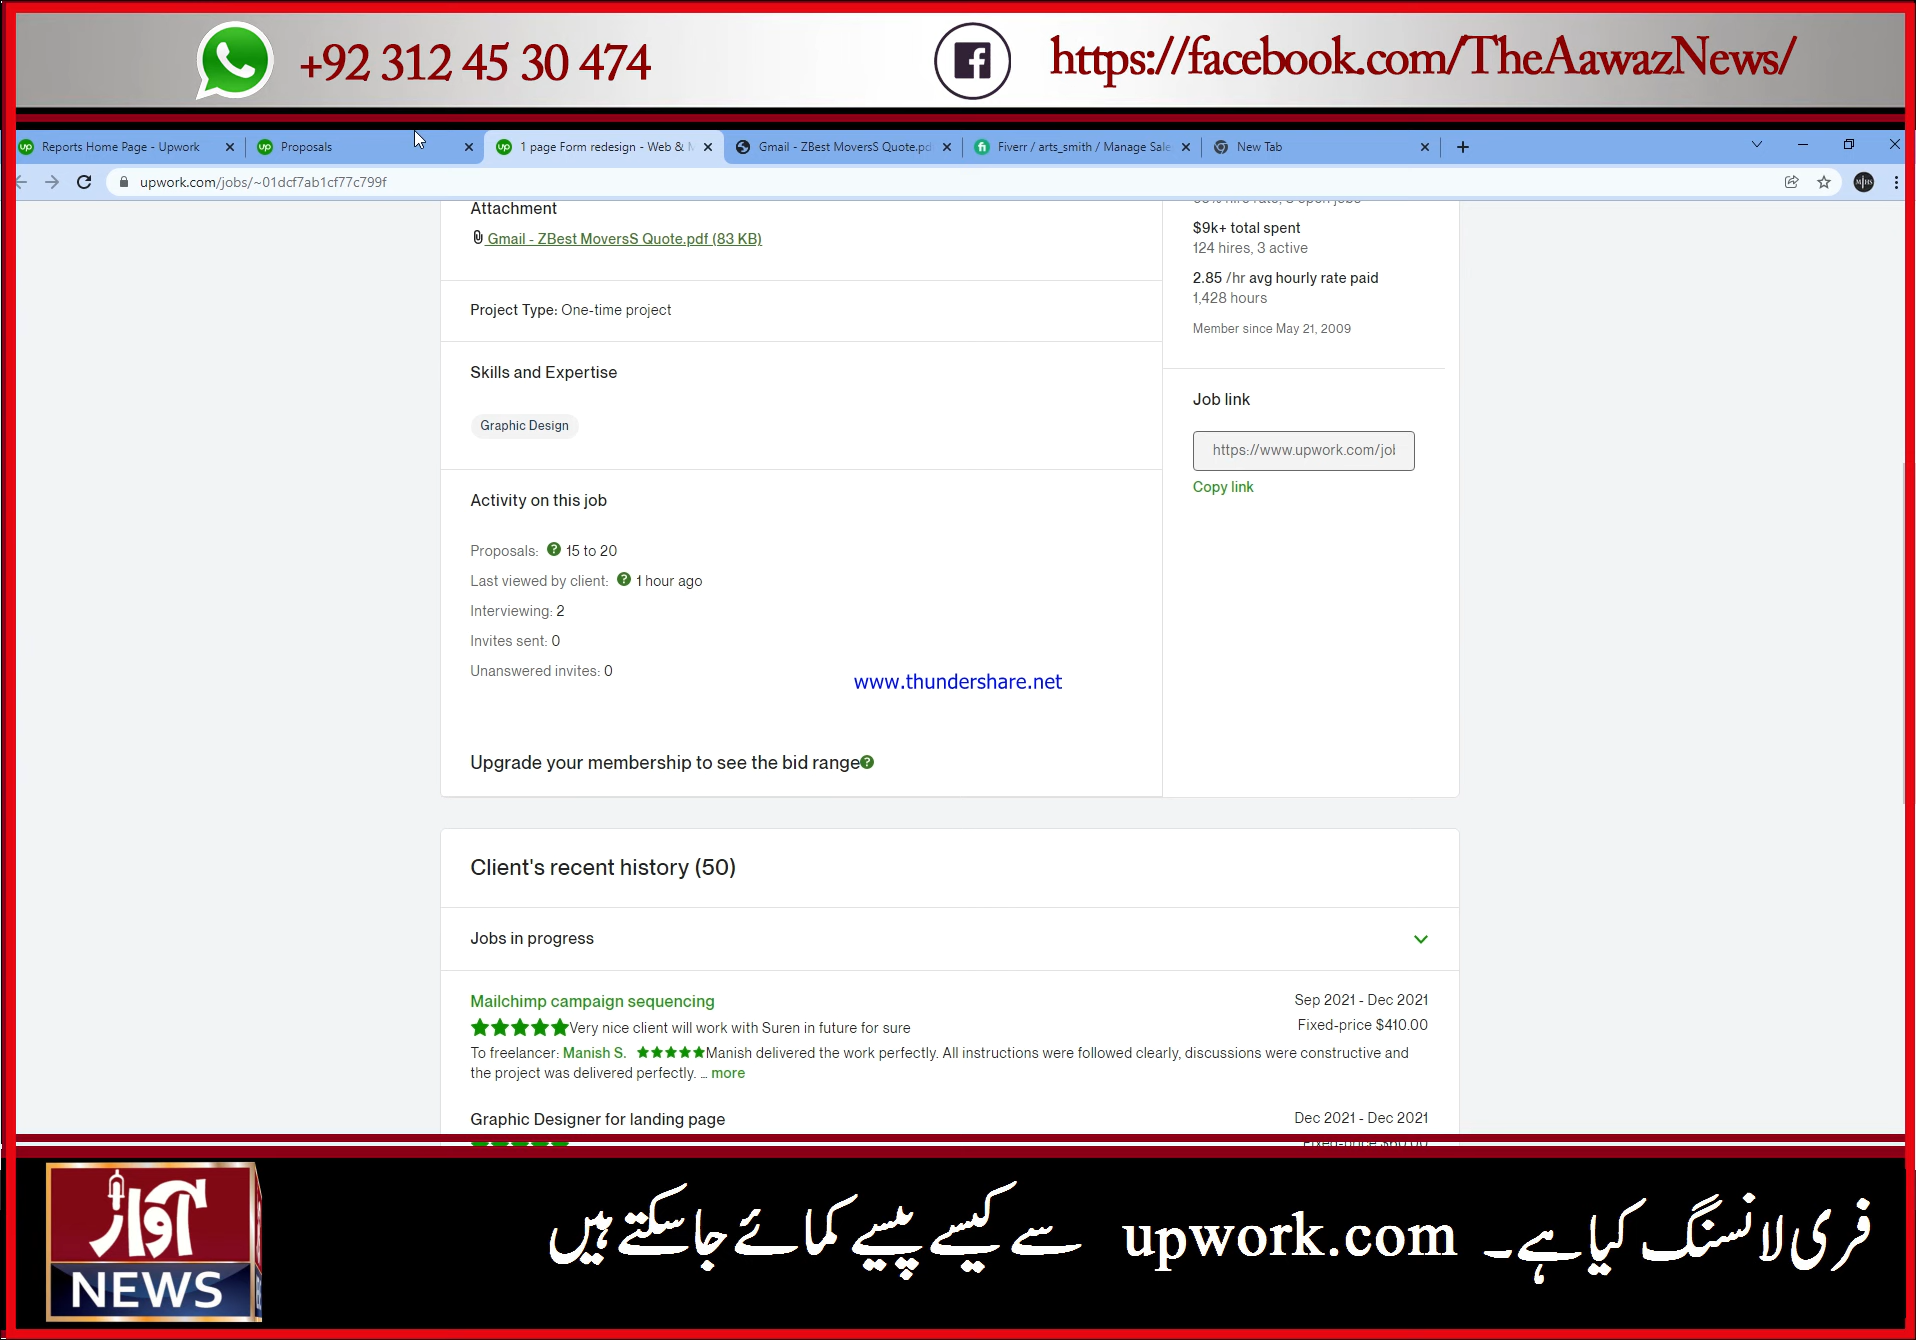 +92 312 45 30 474
https://facebook.com/TheAawazNews/
Reports Home Page - Upwork
Proposals
1 page Form redesign - Web & M
Gmail - ZBest MoversS Quote.pd
Fiverr / arts_smith / Manage Sale
New Tab
upwork.com/jobs/~01dcf7ab1cf77c799f
Attachment
Gmail - ZBest MoversS Quote.pdf (83 KB)
Project Type: One-time project
Skills and Expertise
Graphic Design
Activity on this job
Proposals: 15 to 20
Last viewed by client: 1 hour ago
Interviewing: 2
Invites sent: 0
Unanswered invites: 0
Upgrade your membership to see the bid range
$9k+ total spent
124 hires, 3 active
2.85 /hr avg hourly rate paid
1,428 hours
Member since May 21, 2009
Job link
https://www.upwork.com/jol
Copy link
www.thundershare.net
Client's recent history (50)
Jobs in progress
Mailchimp campaign sequencing
Sep 2021 - Dec 2021
Very nice client will work with Suren in future for sure
Fixed-price $410.00
To freelancer: Manish S. Manish delivered the work perfectly. All instructions were followed clearly, discussions were constructive and
the project was delivered perfectly. ... more
Graphic Designer for landing page
Dec 2021 - Dec 2021
آواز
NEWS
فری لانسنگ کیا ہے۔ upwork.com سے کیسے پیسے کمائے جا سکتے ہیں